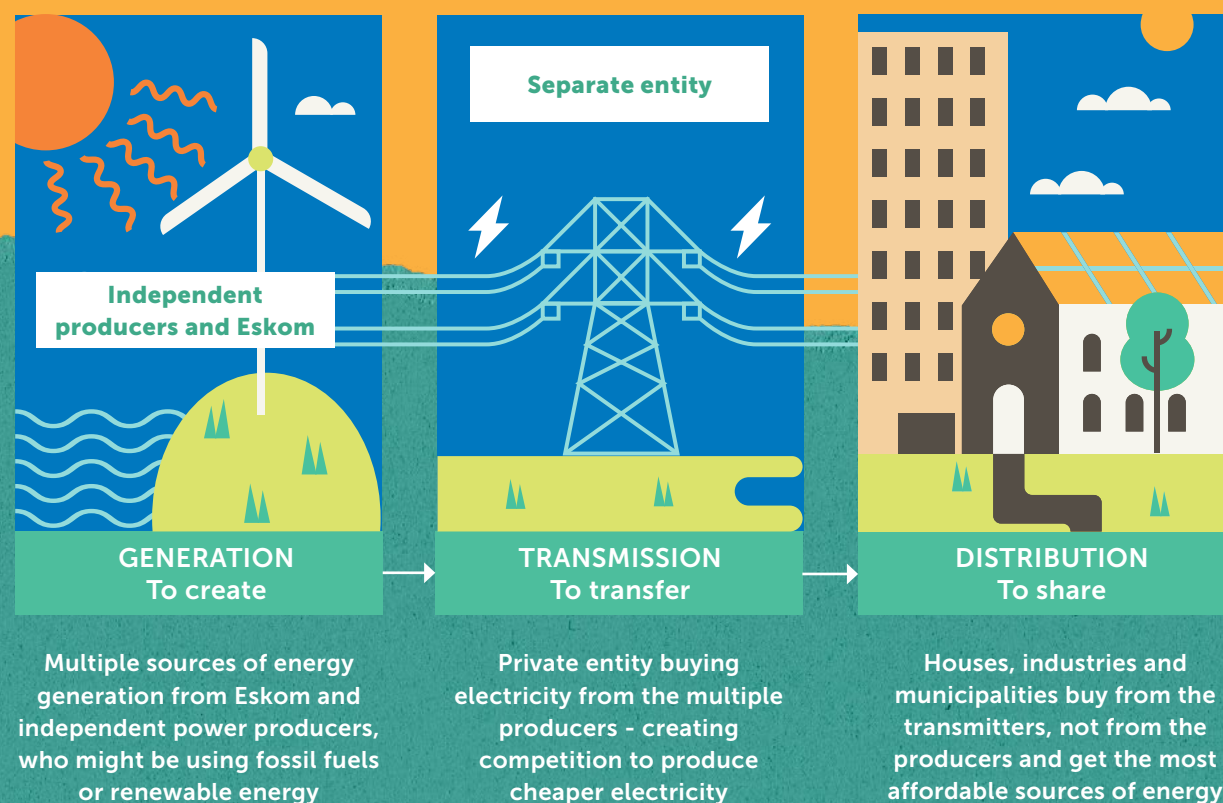 Separate entity
Independent
producers and Eskom
GENERATION
To create
TRANSMISSION
To transfer
DISTRIBUTION
To share
Multiple sources of energy
generation from Eskom and
independent power producers,
who might be using fossil fuels
or renewable energy
Private entity buying
electricity from the multiple
producers - creating
competition to produce
cheaper electricity
Houses, industries and
municipalities buy from the
transmitters, not from the
producers and get the most
affordable sources of energy